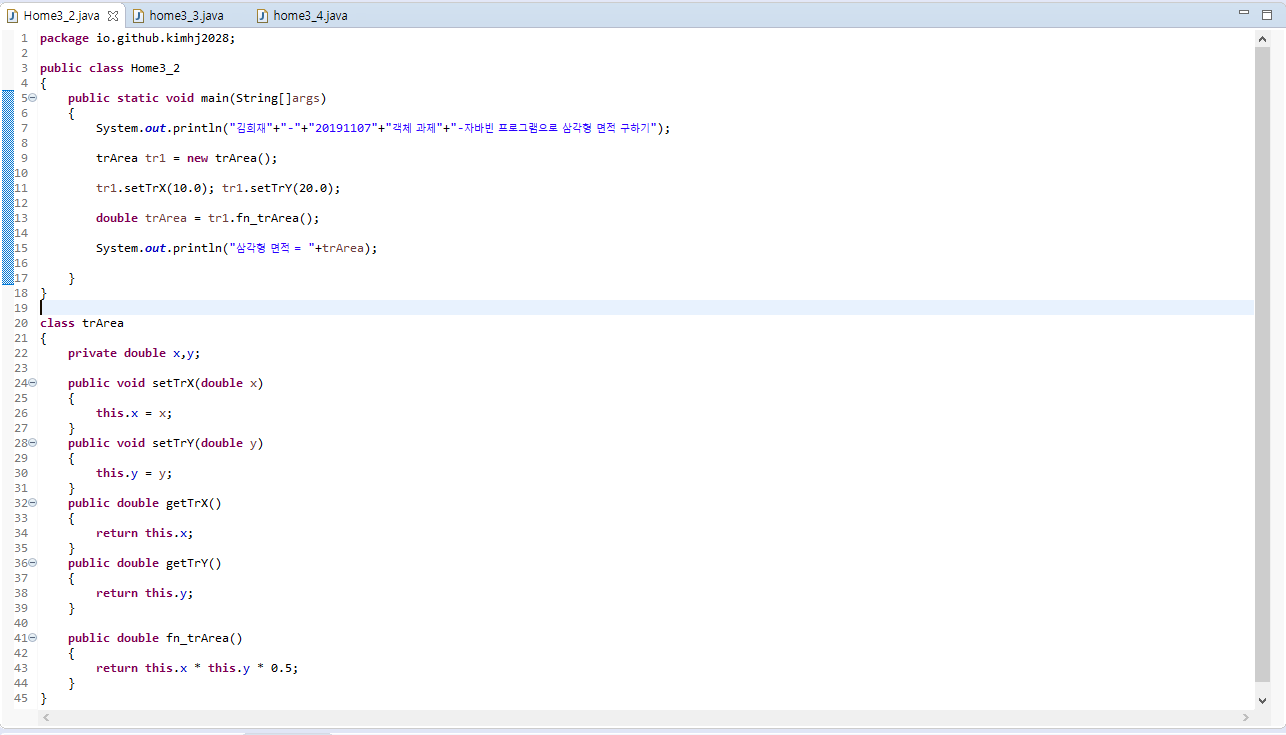 Home3_2.java home3_3.java home3_4.java
1 package io.github.kimhj2028;
2
3 public class Home3_2
4 {
5 public static void main(String[]args)
6 {
7 System.out.println("김희재"+"-"+"20191107"+"객체 과제"+"-자바빈 프로그램으로 삼각형 면적 구하기");
8
9 trArea tr1 = new trArea();
10
11 tr1.setTrX(10.0); tr1.setTrY(20.0);
12
13 double trArea = tr1.fn_trArea();
14
15 System.out.println("삼각형 면적 = "+trArea);
16
17 }
18 }
19
20 class trArea
21 {
22 private double x,y;
23
24 public void setTrX(double x)
25 {
26 this.x = x;
27 }
28 public void setTrY(double y)
29 {
30 this.y = y;
31 }
32 public double getTrX()
33 {
34 return this.x;
35 }
36 public double getTrY()
37 {
38 return this.y;
39 }
40
41 public double fn_trArea()
42 {
43 return this.x * this.y * 0.5;
44 }
45 }